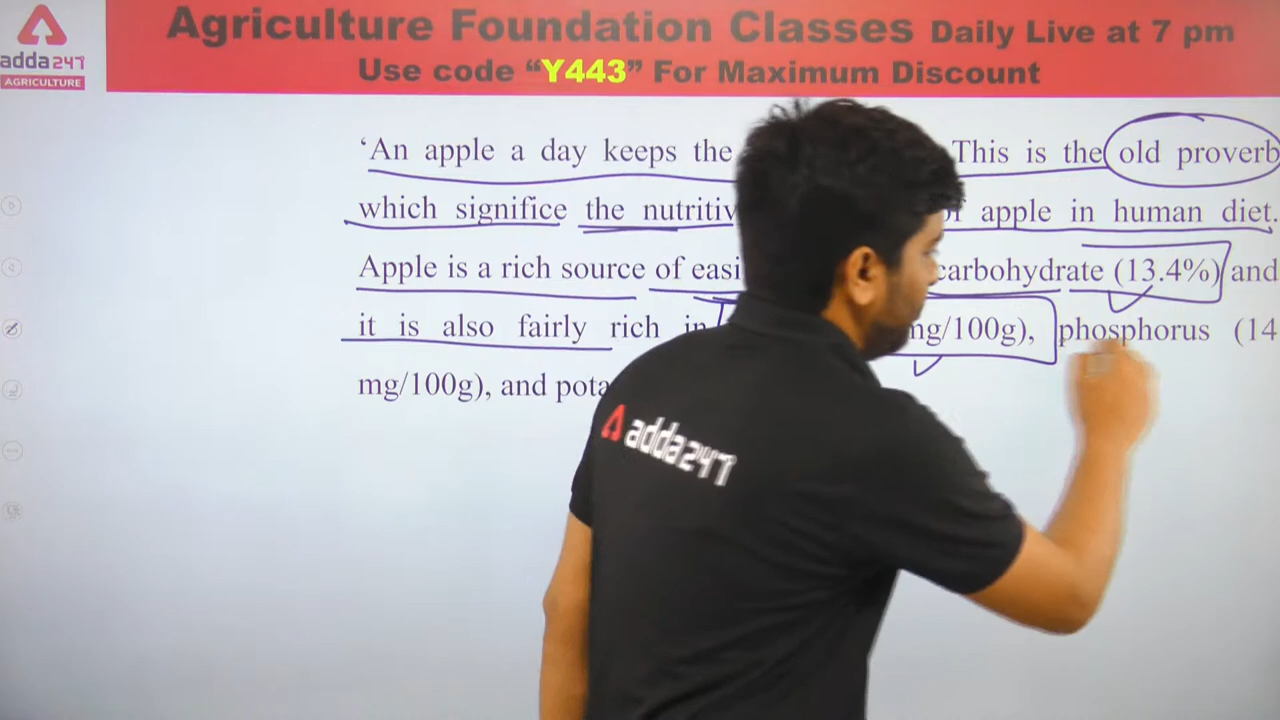 Agriculture Foundation Classes Daily Live at 7 pm
adda247
AGRICULTURE
Use code “Y443” For Maximum Discount
‘An apple a day keeps the This is the old proverb
which significe the nutritiv of apple in human diet.
Apple is a rich source of easi carbohydrate (13.4%) and
it is also fairly rich in mg/100g), phosphorus (14
mg/100g), and pota
adda247